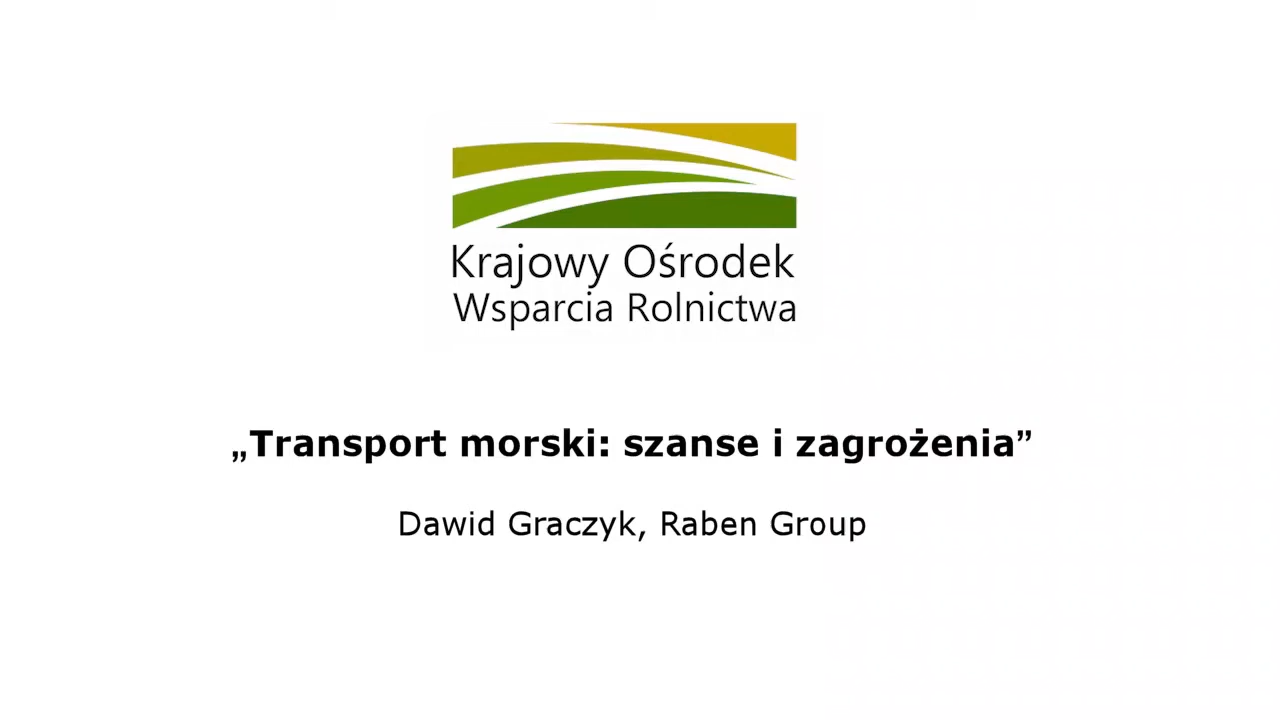 Krajowy Ośrodek
Wsparcia Rolnictwa
„Transport morski: szanse i zagrożenia”
Dawid Graczyk, Raben Group